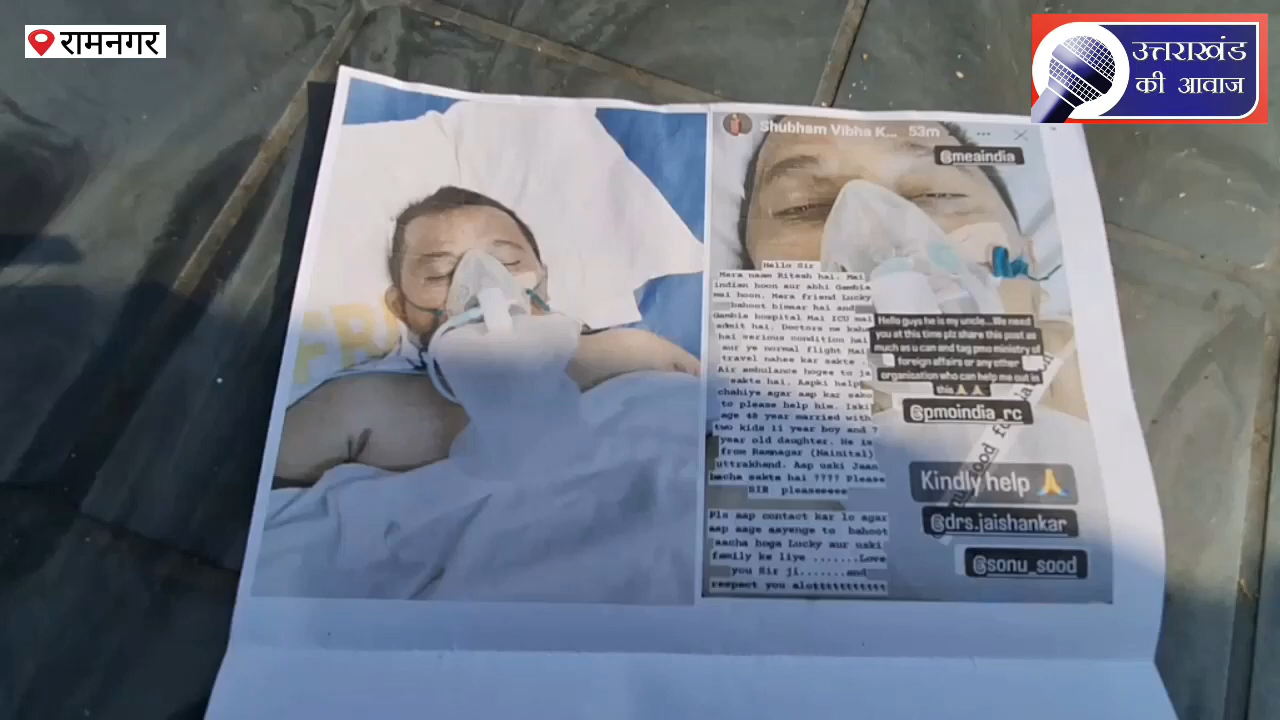 रामनगर
उत्तराखंड
की आवाज
Shubham Vibha K... 53m
@meaindia
Hello Sir
Mera naam Ritesh hai. Mai
indian hoon aur abhi Gambia
mai hoon. Mera friend Lucky
bahoot bimar hai and
Gambia hospital Mai ICU mai
admit hai. Doctors ne kaha
hai serious condition hai
aur ye normal flight Mai
travel nahee kar sakte .
Air ambulance hogee to ja
sakte hai. Aapki help
chahiye agar aap kar sako
to please help him. Iski
age 48 year married with
two kids 11 year boy and 7
year old daughter. He is
from Ramnagar (Nainital)
uttrakhand. Aap uski Jaan
bacha sakte hai ???? Please
SIR pleaseeeee
Pls aap contact kar lo agar
aap aage aayenge to bahoot
aacha hoga Lucky aur uski
family ke liye .......Love
you Sir ji.......and
respect you alotttttttttttt
Hello guys he is my uncle...We need
you at this time plz share this post as
much as u can and tag pmo ministry of
foreign affairs or any other
organisation who can help me out in
this 🙏🙏
@pmoindia_rc
Kindly help 🙏
@drs.jaishankar
@sonu_sood